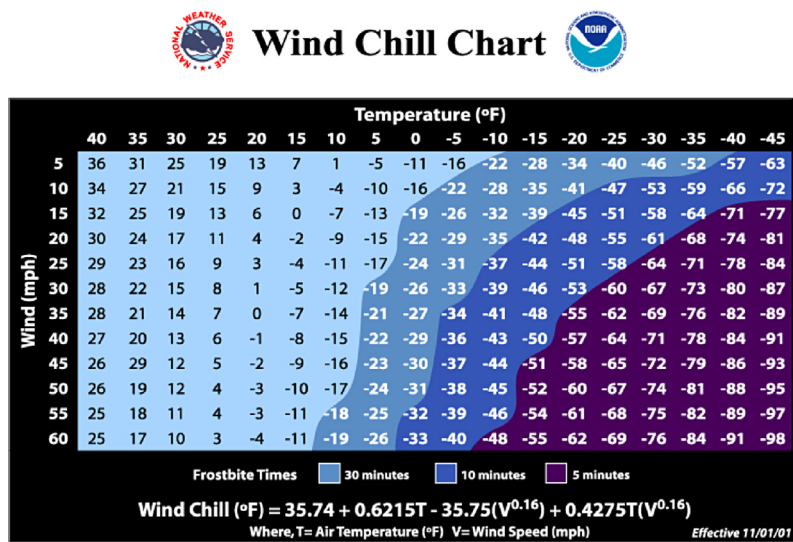 NATIONAL WEATHER SERVICE
Wind Chill Chart
NOAA
NATIONAL OCEANIC AND ATMOSPHERIC ADMINISTRATION
U.S. DEPARTMENT OF COMMERCE
Temperature (ºF)
40 35 30 25 20 15 10 5 0 -5 -10 -15 -20 -25 -30 -35 -40 -45
Wind (mph)
5 36 31 25 19 13 7 1 -5 -11 -16 -22 -28 -34 -40 -46 -52 -57 -63
10 34 27 21 15 9 3 -4 -10 -16 -22 -28 -35 -41 -47 -53 -59 -66 -72
15 32 25 19 13 6 0 -7 -13 -19 -26 -32 -39 -45 -51 -58 -64 -71 -77
20 30 24 17 11 4 -2 -9 -15 -22 -29 -35 -42 -48 -55 -61 -68 -74 -81
25 29 23 16 9 3 -4 -11 -17 -24 -31 -37 -44 -51 -58 -64 -71 -78 -84
30 28 22 15 8 1 -5 -12 -19 -26 -33 -39 -46 -53 -60 -67 -73 -80 -87
35 28 21 14 7 0 -7 -14 -21 -27 -34 -41 -48 -55 -62 -69 -76 -82 -89
40 27 20 13 6 -1 -8 -15 -22 -29 -36 -43 -50 -57 -64 -71 -78 -84 -91
45 26 29 12 5 -2 -9 -16 -23 -30 -37 -44 -51 -58 -65 -72 -79 -86 -93
50 26 19 12 4 -3 -10 -17 -24 -31 -38 -45 -52 -60 -67 -74 -81 -88 -95
55 25 18 11 4 -3 -11 -18 -25 -32 -39 -46 -54 -61 -68 -75 -82 -89 -97
60 25 17 10 3 -4 -11 -19 -26 -33 -40 -48 -55 -62 -69 -76 -84 -91 -98
Frostbite Times 30 minutes 10 minutes 5 minutes
Wind Chill (ºF) = 35.74 + 0.6215T - 35.75(V0.16) + 0.4275T(V0.16)
Where, T= Air Temperature (ºF) V= Wind Speed (mph) Effective 11/01/01